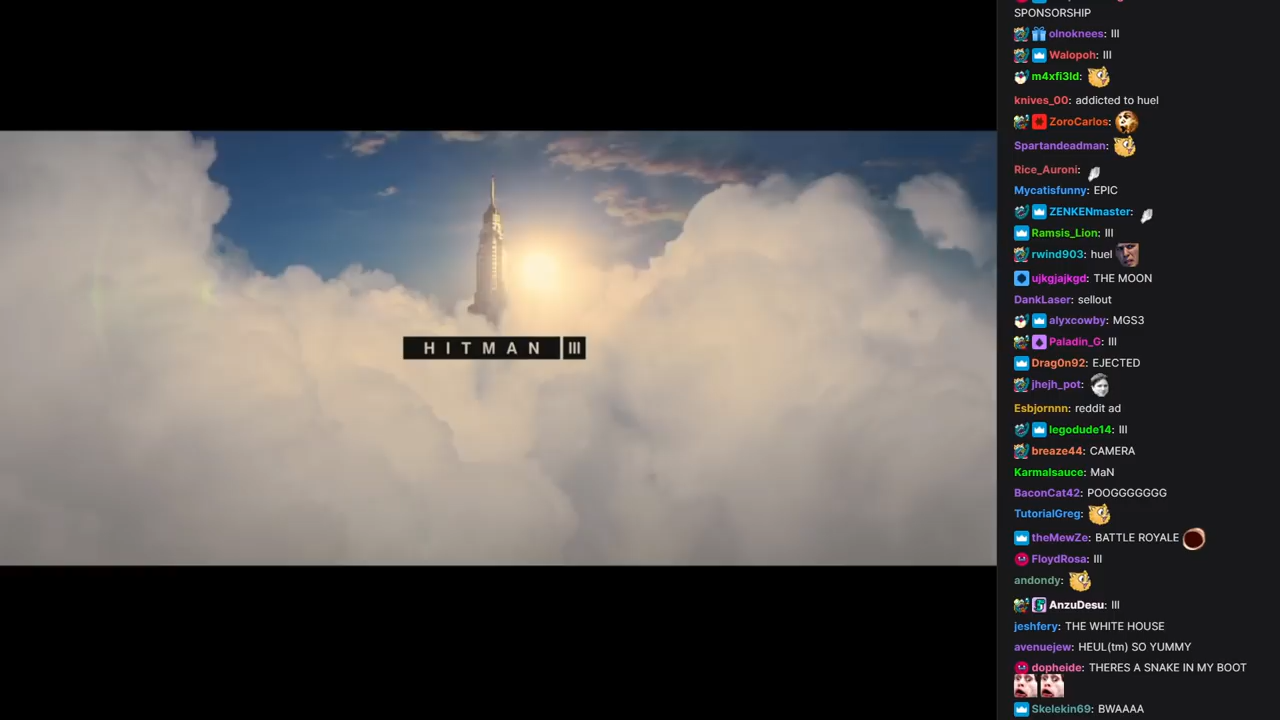 HITMAN III
SPONSORSHIP
olnoknees: III
Walopoh: III
m4xfi3ld:
knives_00: addicted to huel
ZoroCarlos:
Spartandeadman:
Rice_Auroni:
Mycatisfunny: EPIC
ZENKENmaster:
Ramsis_Lion: III
rwind903: huel
ujkgjajkgd: THE MOON
DankLaser: sellout
alyxcowby: MGS3
Paladin_G: III
Drag0n92: EJECTED
jhejh_pot:
Esbjornnn: reddit ad
legodude14: III
breaze44: CAMERA
Karmalsauce: MaN
BaconCat42: POOGGGGGGG
TutorialGreg:
theMewZe: BATTLE ROYALE
FloydRosa: III
andondy:
AnzuDesu: III
jeshfery: THE WHITE HOUSE
avenuejew: HEUL(tm) SO YUMMY
dopheide: THERES A SNAKE IN MY BOOT
Skelekin69: BWAAAA